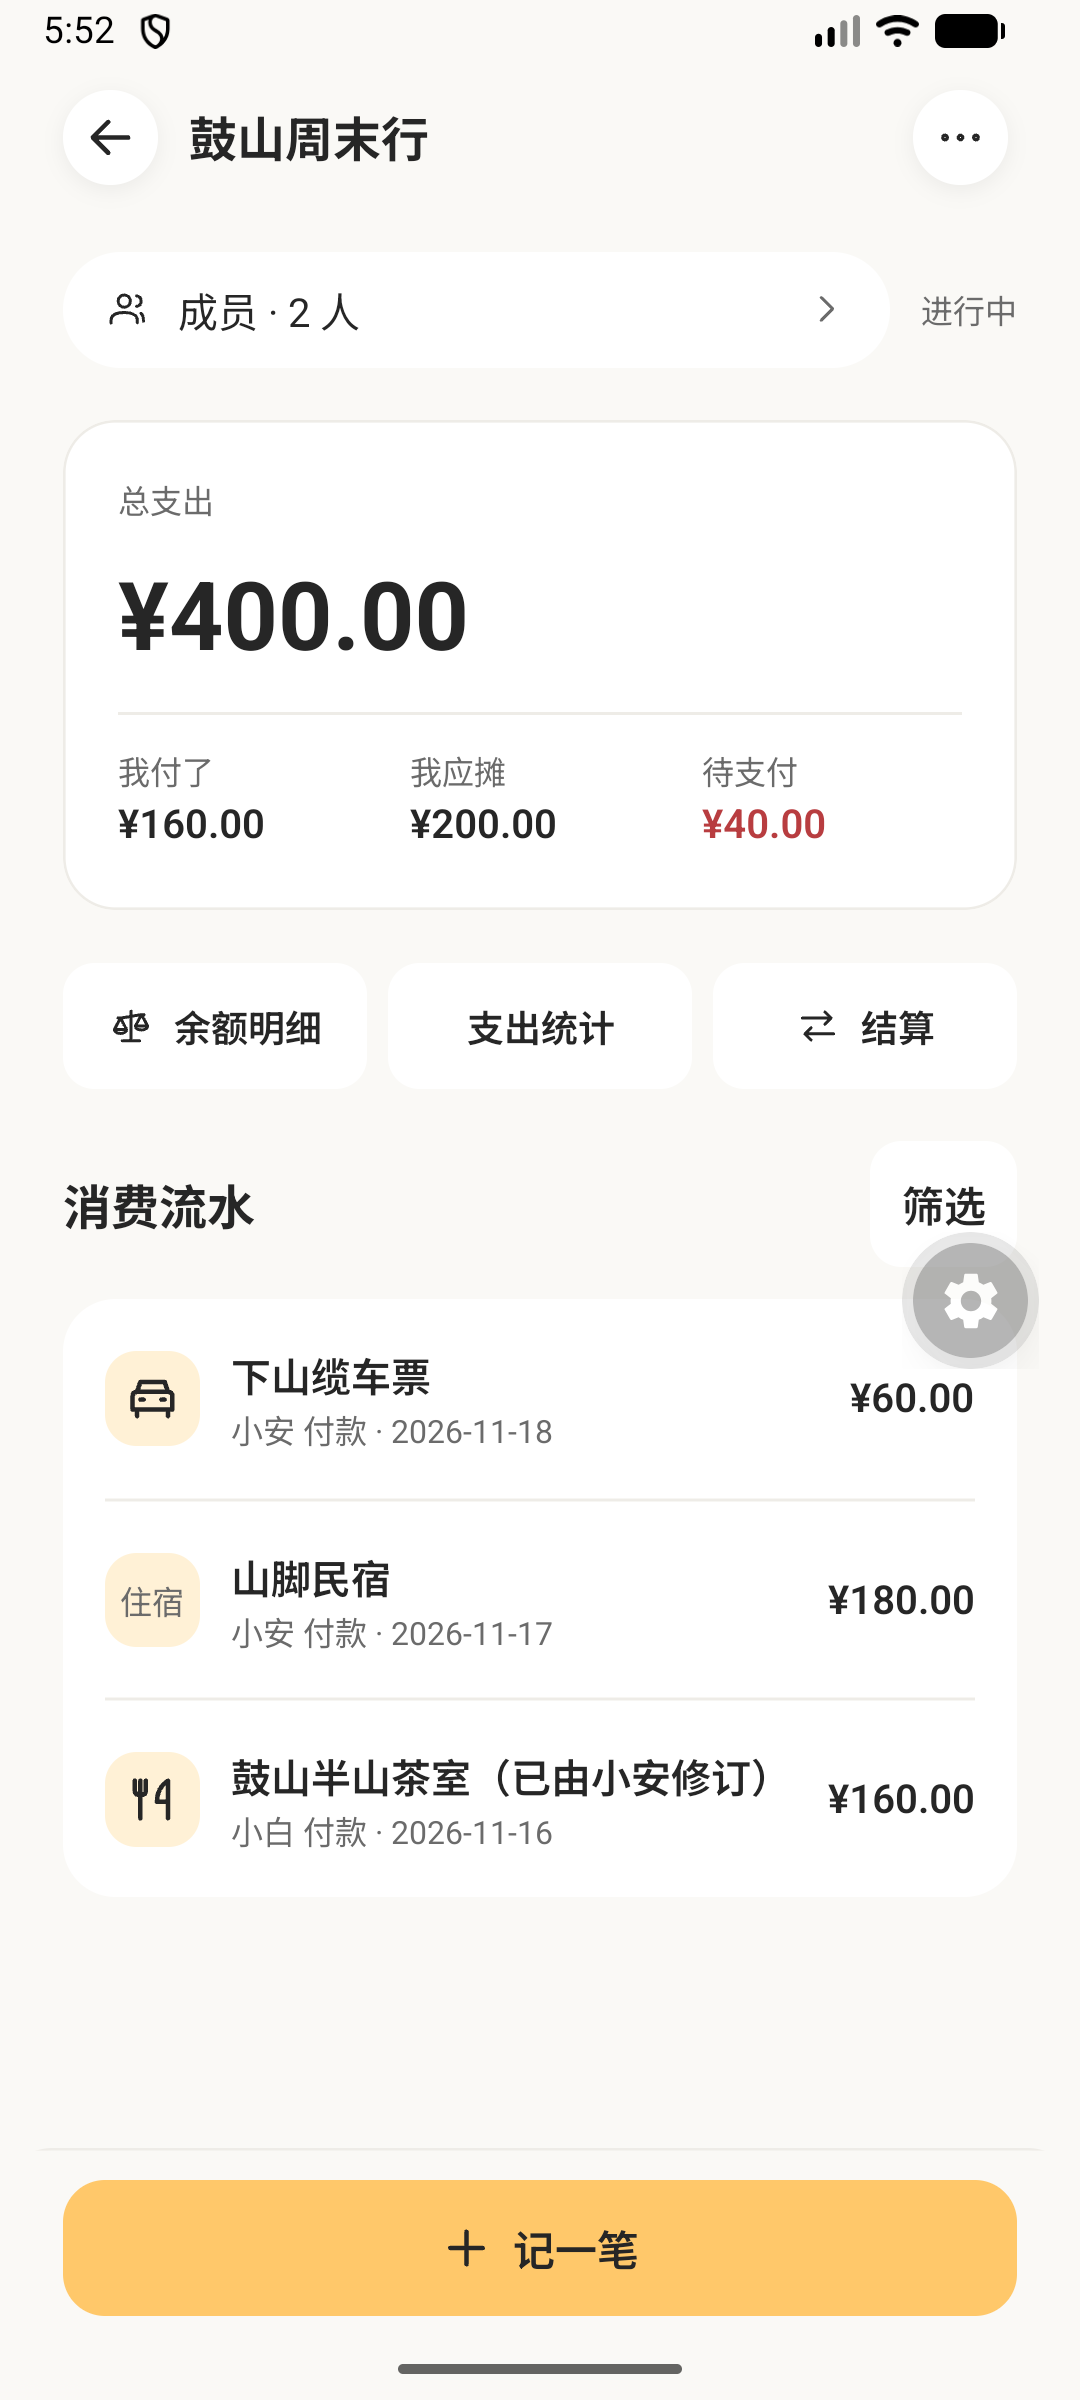 5:52
鼓山周末行
成员 · 2 人
进行中
总支出
¥400.00
我付了
我应摊
待支付
¥160.00
¥200.00
¥40.00
余额明细
支出统计
结算
消费流水
筛选
下山缆车票
小安 付款 · 2026-11-18
¥60.00
住宿
山脚民宿
小安 付款 · 2026-11-17
¥180.00
鼓山半山茶室（已由小安修订）
小白 付款 · 2026-11-16
¥160.00
记一笔